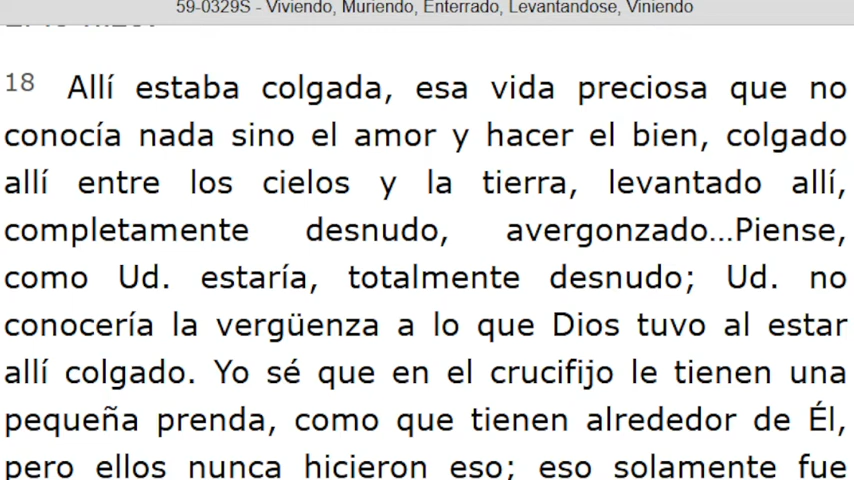 59-0329S - Viviendo, Muriendo, Enterrado, Levantandose, Viniendo
18 Allí estaba colgada, esa vida preciosa que no
conocía nada sino el amor y hacer el bien, colgado
allí entre los cielos y la tierra, levantado allí,
completamente desnudo, avergonzado...Piense,
como Ud. estaría, totalmente desnudo; Ud. no
conocería la vergüenza a lo que Dios tuvo al estar
allí colgado. Yo sé que en el crucifijo le tienen una
pequeña prenda, como que tienen alrededor de Él,
pero ellos nunca hicieron eso; eso solamente fue